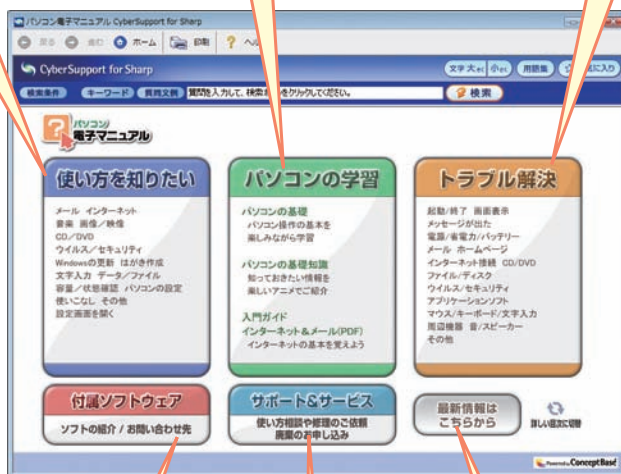 パソコン電子マニュアル CyberSupport for Sharp
戻る 進む ホーム 印刷
CyberSupport for Sharp
文字 大きく 小さく 用語集
検索条件 キーワード 質問文例 質問を入力して、検索
をクリックしてください。 検索
パソコン
電子マニュアル
使い方を知りたい
メール インターネット
音楽 画像/映像
CD/DVD
ウイルス/セキュリティ
Windowsの更新 はがき作成
文字入力 データ/ファイル
容量/状態確認 パソコンの設定
使いこなし その他
設定画面を開く
パソコンの学習
パソコンの基礎
パソコン操作の基本を
楽しみながら学習
パソコンの基礎知識
知っておきたい情報を
楽しいアニメでご紹介
入門ガイド
インターネット&メール(PDF)
インターネットの基本を覚えよう
トラブル解決
起動/終了 画面表示
メッセージが出た
電源/省電力/バッテリー
メール ホームページ
インターネット接続 CD/DVD
ファイル/ディスク
ウイルス/セキュリティ
アプリケーションソフト
マウス/キーボード/文字入力
周辺機器 音/スピーカー
その他
付属ソフトウェア
ソフトの紹介 / お問い合わせ先
サポート&サービス
使い方相談や修理のご依頼
廃棄のお申し込み
最新情報は
こちらから
詳しい目次に切替
Powered by ConceptBase